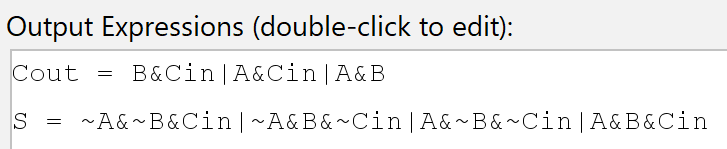 Output Expressions (double-click to edit):
Cout = B&Cin|A&Cin|A&B
S = ~A&~B&Cin|~A&B&~Cin|A&~B&~Cin|A&B&Cin